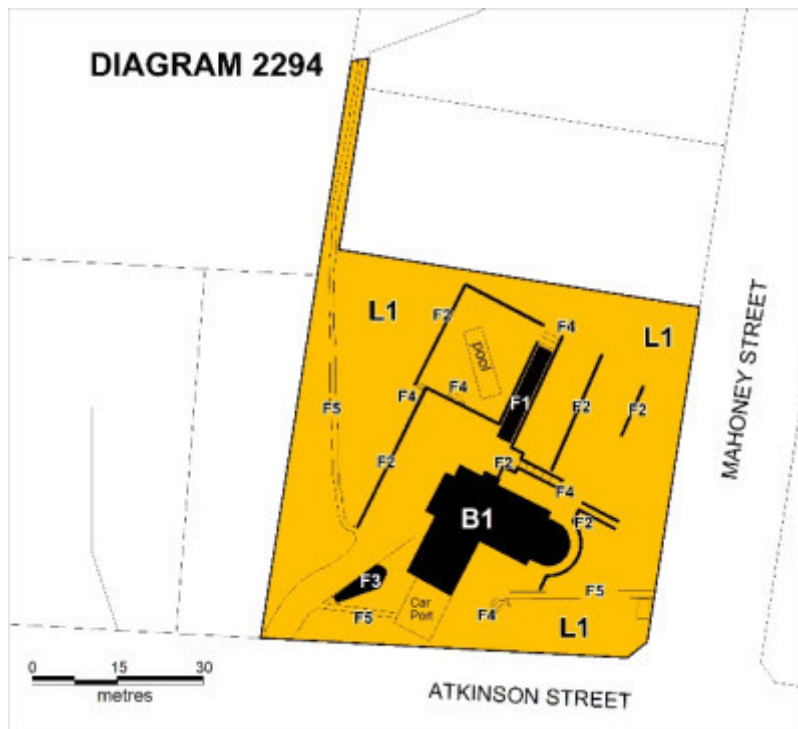 DIAGRAM 2294
L1
F2
F4
L1
pool
F4
F4
F1
F5
F2
F2
F2
F2
F4
B1
F2
F3
F5
Car
Port
F4
F5
L1
MAHONEY STREET
0 15 30
metres
ATKINSON STREET